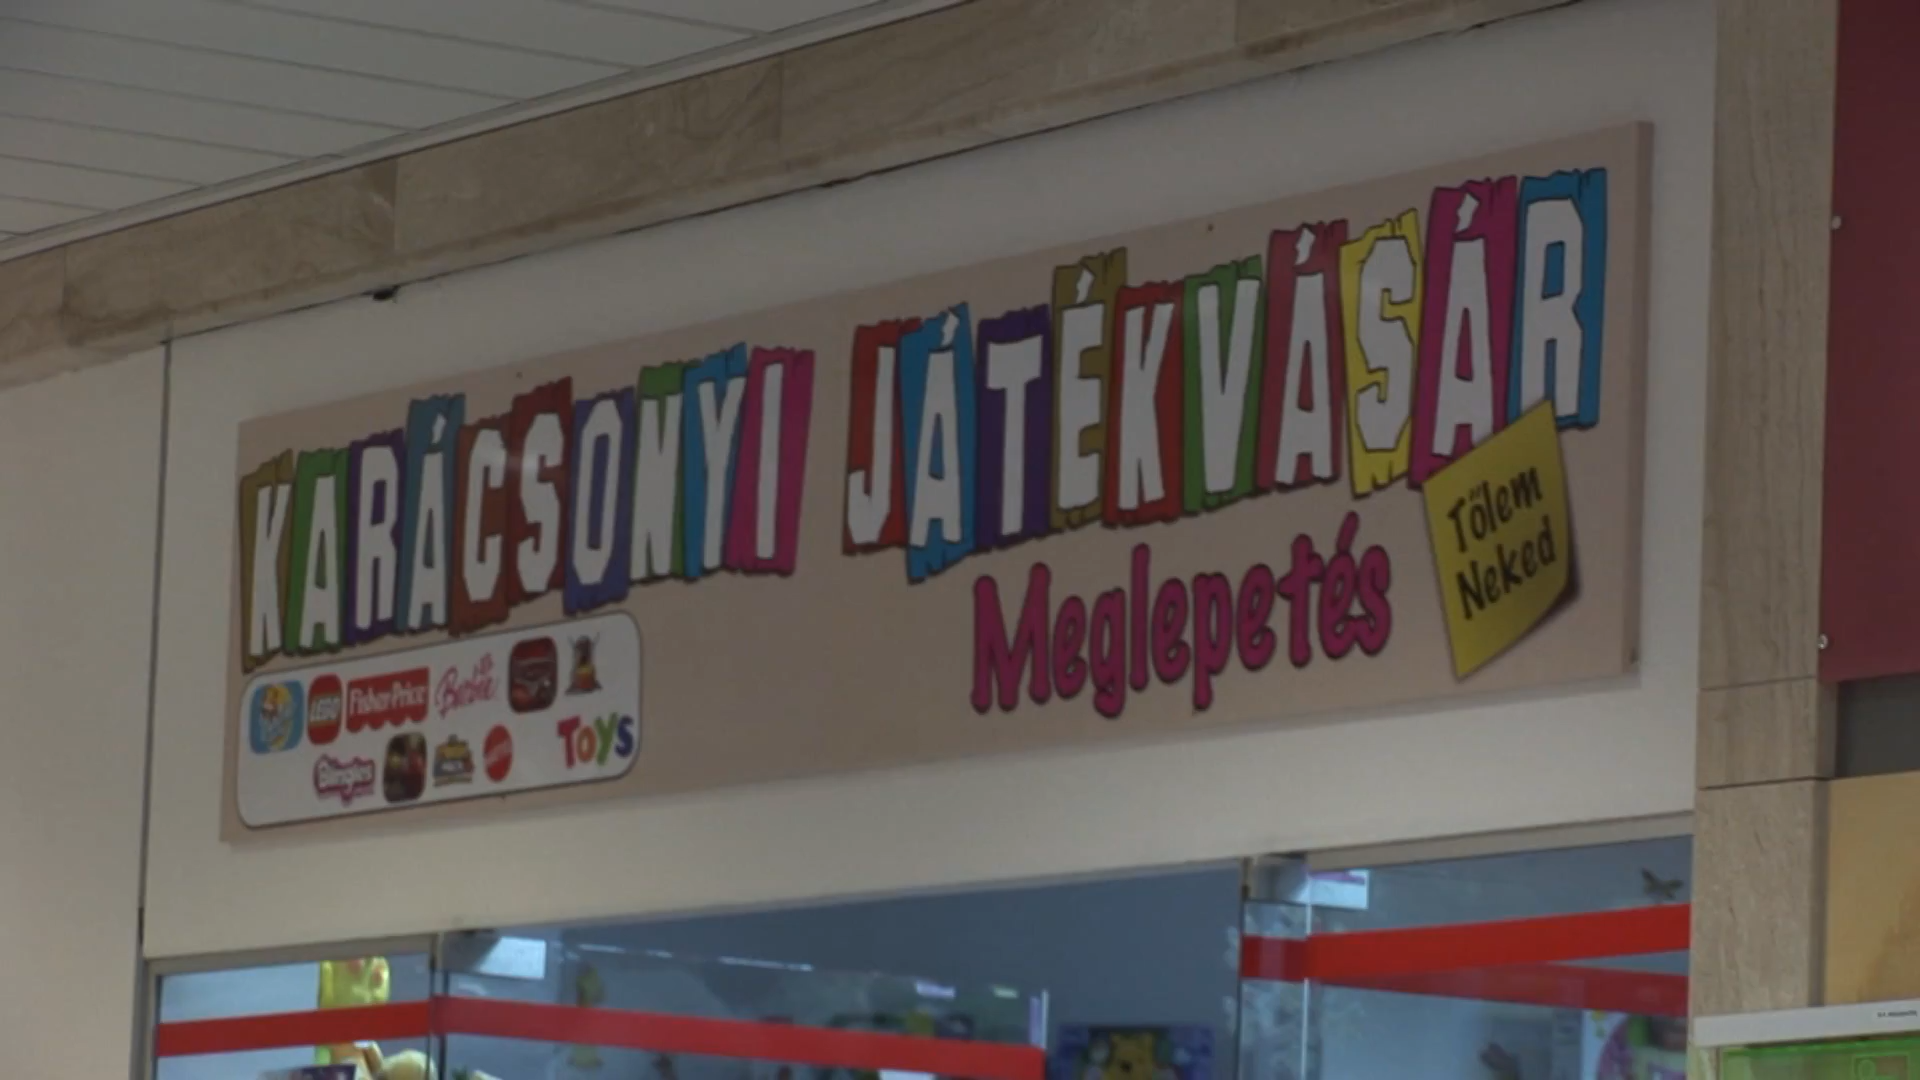 KARÁCSONYI JÁTÉKVÁSÁR
Meglepetés
Tőlem
Neked
LEGO Fisher-Price Barbie
TOYS